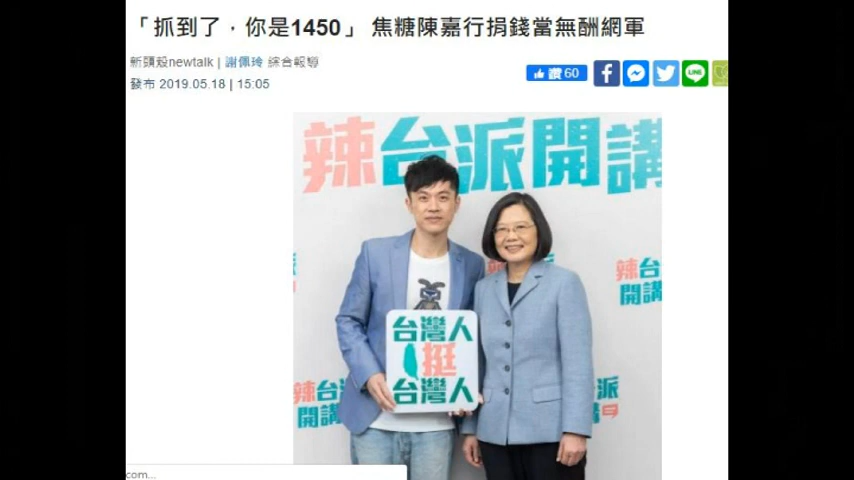 「抓到了，你是1450」 焦糖陳嘉行捐錢當無酬網軍
新頭殼newtalk | 謝佩玲 綜合報導
發布 2019.05.18 | 15:05
讚 60
LINE
辣台派開講
辣台
開講
台灣人
挺
台灣人
辣台
開講
派
com...